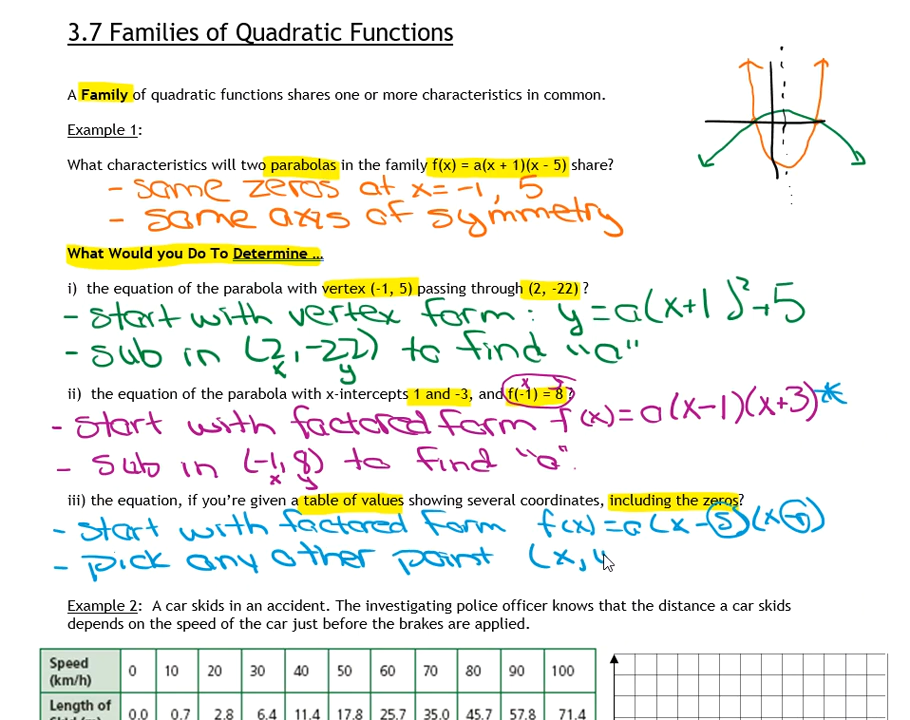 3.7 Families of Quadratic Functions
A Family of quadratic functions shares one or more characteristics in common.
Example 1:
What characteristics will two parabolas in the family f(x) = a(x + 1)(x - 5) share?
- same zeros at x = -1, 5
- same axis of symmetry
What Would you Do To Determine ...
i) the equation of the parabola with vertex (-1, 5) passing through (2, -22) ?
- start with vertex form : y = a(x+1)² + 5
- sub in (2, -22) to find "a"
x y
ii) the equation of the parabola with x-intercepts 1 and -3, and f(-1) = 8?
x y
- start with factored form f(x) = a(x-1)(x+3)*
- sub in (-1, 8) to find "a".
x y
iii) the equation, if you're given a table of values showing several coordinates, including the zeros?
- start with factored form f(x) = a(x-s)(x-r)
- pick any other point (x, y
Example 2: A car skids in an accident. The investigating police officer knows that the distance a car skids
depends on the speed of the car just before the brakes are applied.
Speed (km/h) 0 10 20 30 40 50 60 70 80 90 100
Length of 0.0 0.7 2.8 6.4 11.4 17.8 25.7 35.0 45.7 57.8 71.4